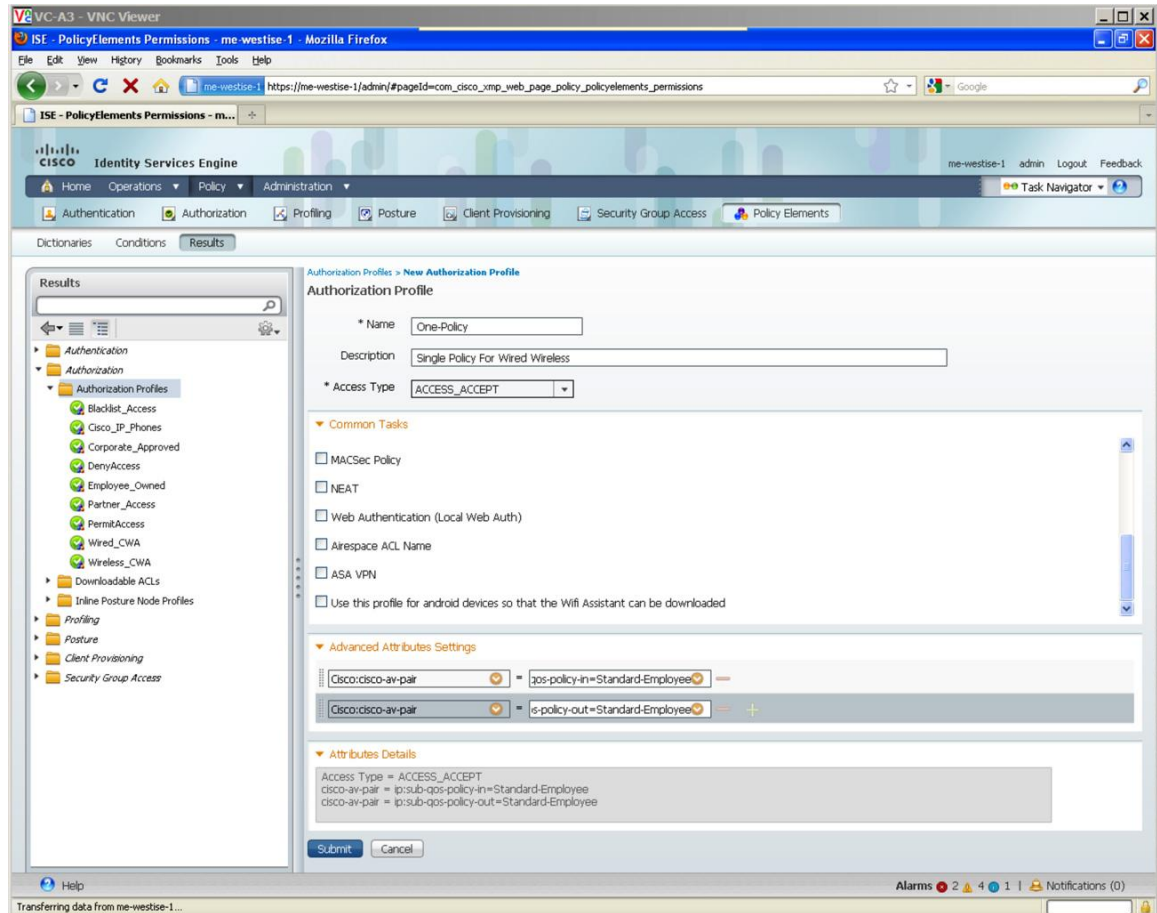 VC-A3 - VNC Viewer
ISE - PolicyElements Permissions - me-westise-1 - Mozilla Firefox
File Edit View History Bookmarks Tools Help
me-westise-1 https://me-westise-1/admin/#pageId=com_cisco_xmp_web_page_policy_policyelements_permissions Google
ISE - PolicyElements Permissions - m...
CISCO Identity Services Engine me-westise-1 admin Logout Feedback
Home Operations Policy Administration Task Navigator
Authentication Authorization Profiling Posture Client Provisioning Security Group Access Policy Elements
Dictionaries Conditions Results
Results
Authentication
Authorization
Authorization Profiles
Blacklist_Access
Cisco_IP_Phones
Corporate_Approved
DenyAccess
Employee_Owned
Partner_Access
PermitAccess
Wired_CWA
Wireless_CWA
Downloadable ACLs
Inline Posture Node Profiles
Profiling
Posture
Client Provisioning
Security Group Access
Authorization Profiles > New Authorization Profile
Authorization Profile
* Name One-Policy
Description Single Policy For Wired Wireless
* Access Type ACCESS_ACCEPT
Common Tasks
MACSec Policy
NEAT
Web Authentication (Local Web Auth)
Airespace ACL Name
ASA VPN
Use this profile for android devices so that the Wifi Assistant can be downloaded
Advanced Attributes Settings
Cisco:cisco-av-pair = qos-policy-in=Standard-Employee
Cisco:cisco-av-pair = s-policy-out=Standard-Employee
Attributes Details
Access Type = ACCESS_ACCEPT
cisco-av-pair = ip:sub-qos-policy-in=Standard-Employee
cisco-av-pair = ip:sub-qos-policy-out=Standard-Employee
Submit Cancel
Help Alarms 2 4 1 | Notifications (0)
Transferring data from me-westise-1...